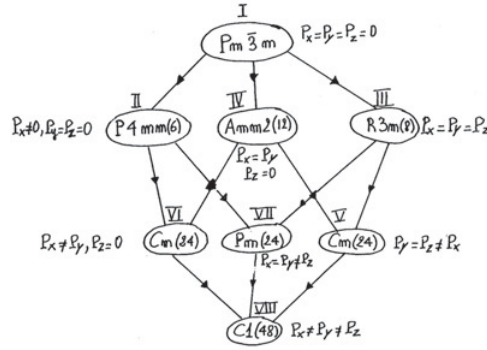 I
Pm3̄m Px=Py=Pz=0
II IV III
Px≠0, Py=Pz=0 P4mm(6) Amm2(12) R3m(8) Px=Py=Pz
Px=Py
Pz=0
VI VII V
Px≠Py, Pz=0 Cm(24) Pm(24) Cm(24) Py=Pz≠Px
Px=Py≠Pz
VIII
C1(48) Px≠Py≠Pz